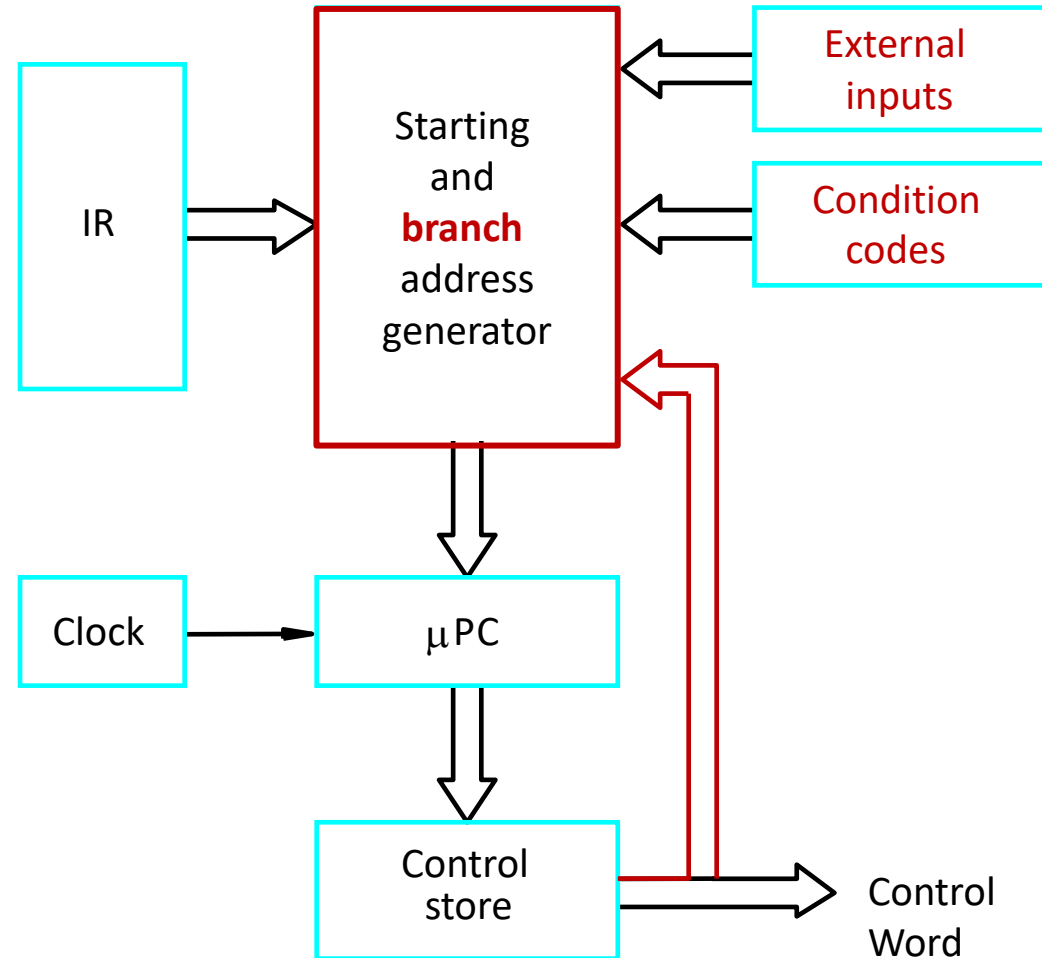 External
inputs
Starting
and
branch
address
generator
IR
Condition
codes
Clock
μPC
Control
store
Control
Word